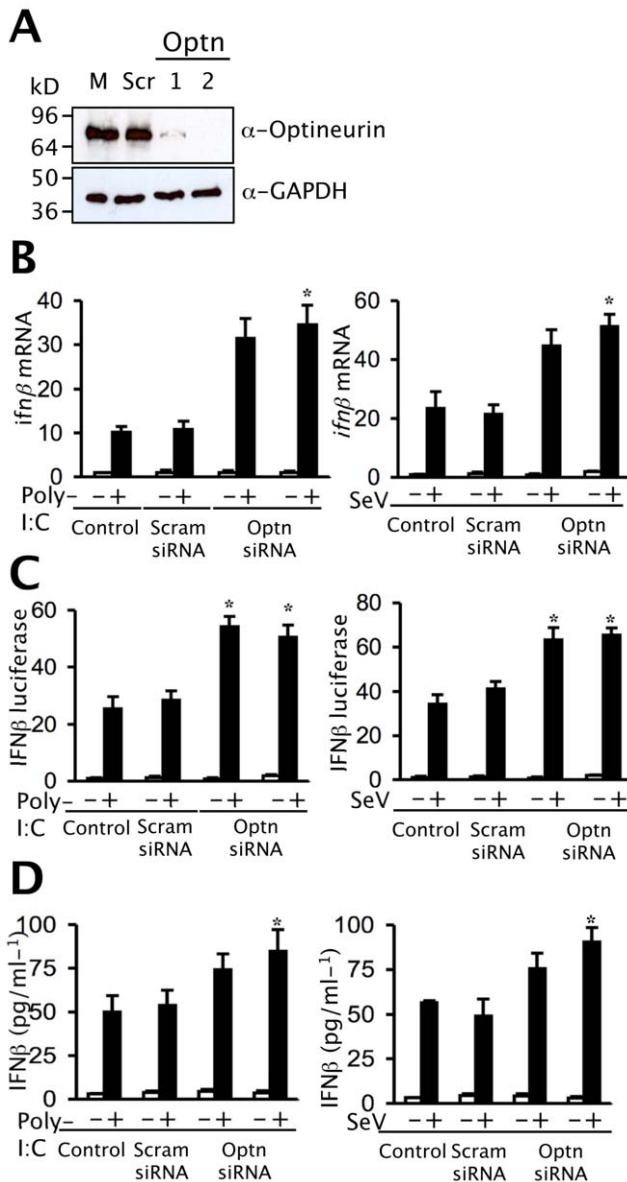 A
Optn
kD M Scr 1 2
96
64
α-Optineurin
50
36
α-GAPDH
B
ifnβ mRNA
40
30
20
10
0
Poly-
I:C
- + - + - + - +
Control Scram
siRNA Optn
siRNA
*
ifnβ mRNA
60
40
20
0
SeV - + - + - + - +
Control Scram
siRNA Optn
siRNA
*
C
IFNβ luciferase
60
40
20
0
Poly-
I:C
- + - + - + - +
Control Scram
siRNA Optn
siRNA
* *
IFNβ luciferase
80
60
40
20
0
SeV - + - + - + - +
Control Scram
siRNA Optn
siRNA
* *
D
IFNβ (pg/ml−1)
100
75
50
25
0
Poly-
I:C
- + - + - + - +
Control Scram
siRNA Optn
siRNA
*
IFNβ (pg/ml−1)
100
75
50
25
0
SeV - + - + - + - +
Control Scram
siRNA Optn
siRNA
*